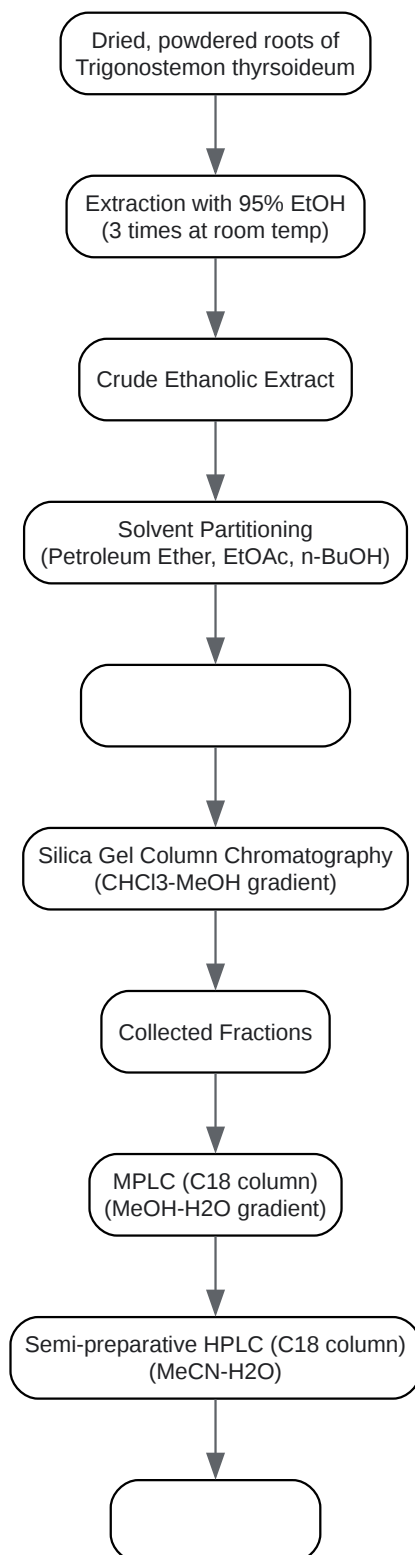 Dried, powdered roots of
Trigonostemon thyrsoideum
Extraction with 95% EtOH
(3 times at room temp)
Crude Ethanolic Extract
Solvent Partitioning
(Petroleum Ether, EtOAc, n-BuOH)
Silica Gel Column Chromatography
(CHCl3-MeOH gradient)
Collected Fractions
MPLC (C18 column)
(MeOH-H2O gradient)
Semi-preparative HPLC (C18 column)
(MeCN-H2O)